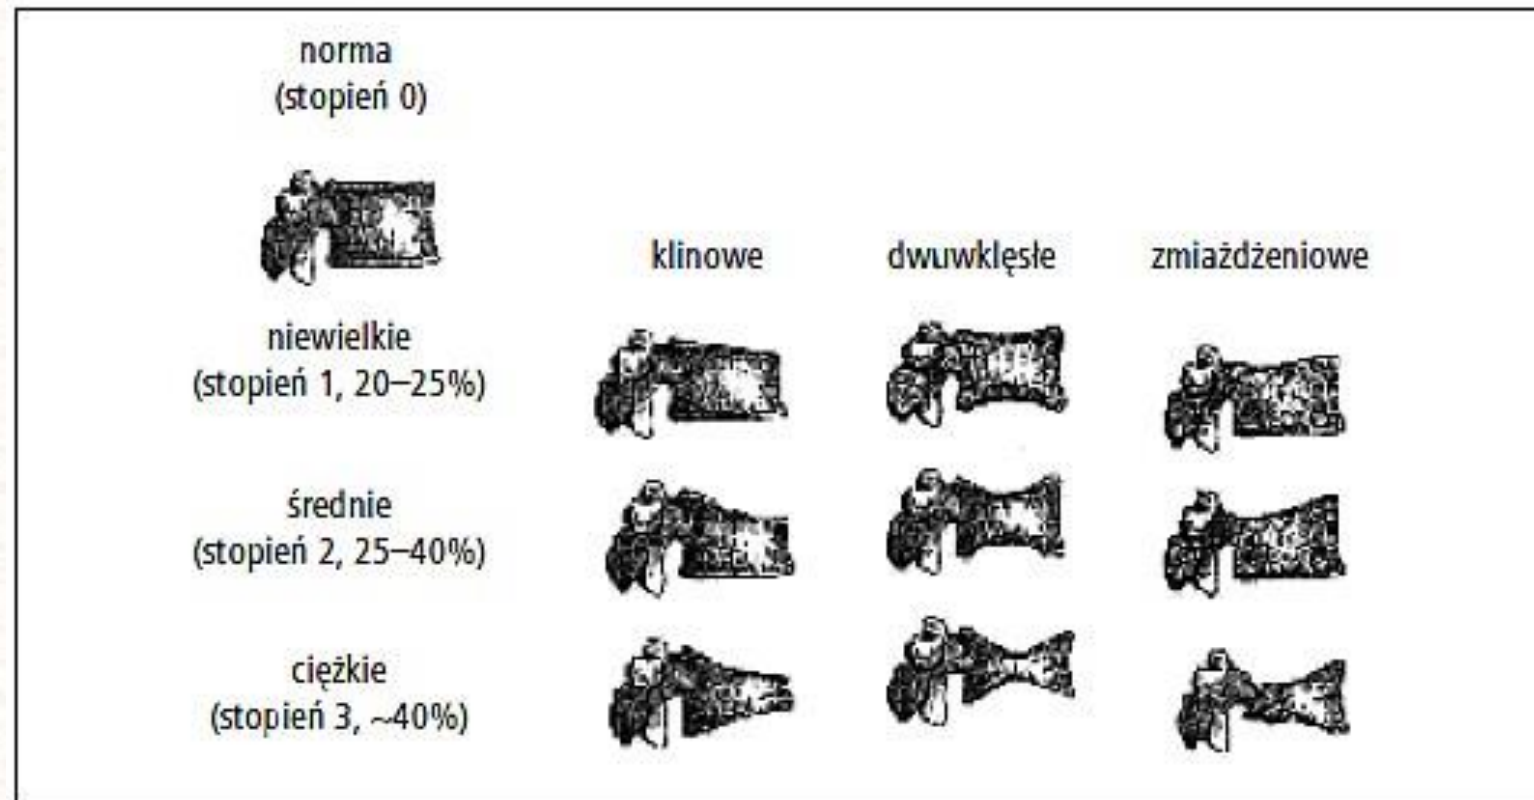 norma
(stopień 0)
klinowe dwuwklęsłe zmiażdżeniowe
niewielkie
(stopień 1, 20–25%)
średnie
(stopień 2, 25–40%)
ciężkie
(stopień 3, ~40%)